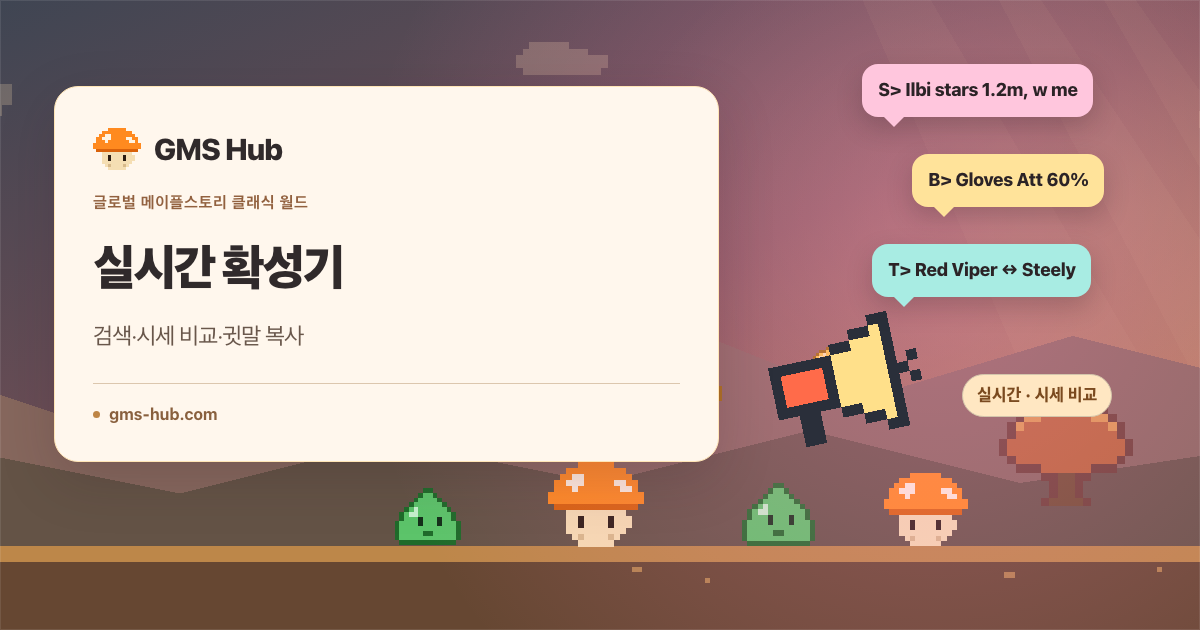 GMS Hub
글로벌 메이플스토리 클래식 월드
실시간 확성기
검색·시세 비교·귓말 복사
gms-hub.com
S> Ilbi stars 1.2m, w me
B> Gloves Att 60%
T> Red Viper ↔ Steely
실시간 · 시세 비교